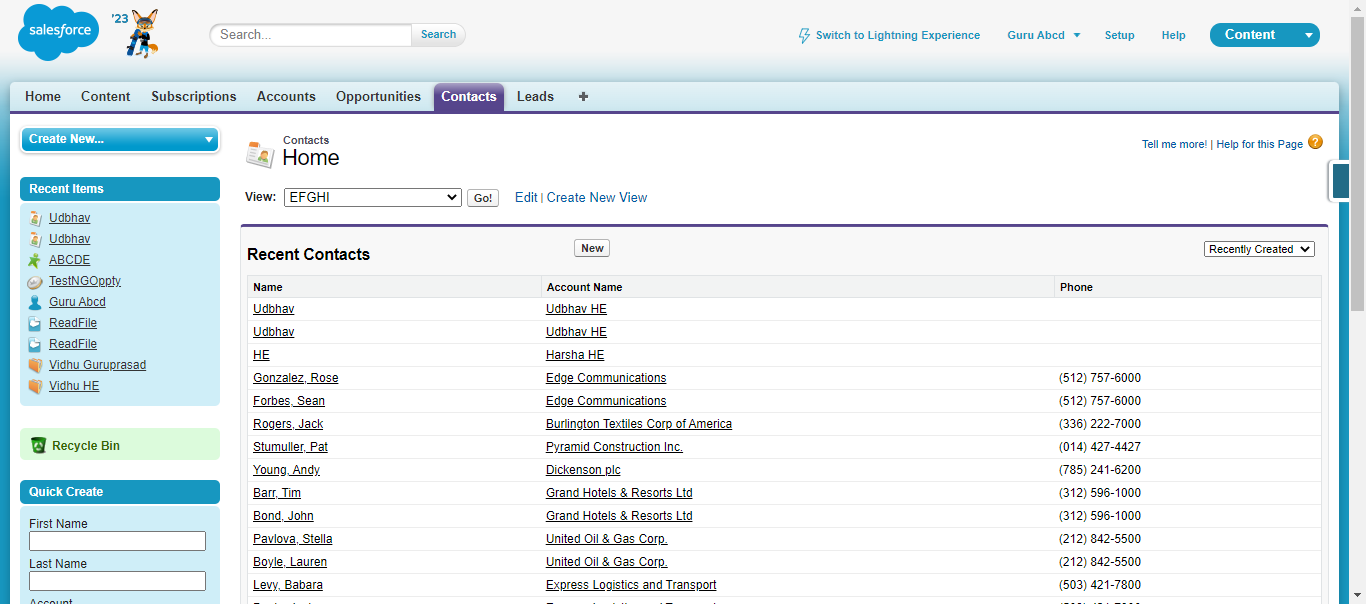 salesforce '23
Search... Search
Switch to Lightning Experience Guru Abcd Setup Help Content
Home Content Subscriptions Accounts Opportunities Contacts Leads +
Create New...
Recent Items
Udbhav
Udbhav
ABCDE
TestNGOppty
Guru Abcd
ReadFile
ReadFile
Vidhu Guruprasad
Vidhu HE
Recycle Bin
Quick Create
First Name
Last Name
Account
Contacts
Home
Tell me more! | Help for this Page ?
View: EFGHI Go! Edit | Create New View
Recent Contacts New Recently Created
Name Account Name Phone
Udbhav Udbhav HE
Udbhav Udbhav HE
HE Harsha HE
Gonzalez, Rose Edge Communications (512) 757-6000
Forbes, Sean Edge Communications (512) 757-6000
Rogers, Jack Burlington Textiles Corp of America (336) 222-7000
Stumuller, Pat Pyramid Construction Inc. (014) 427-4427
Young, Andy Dickenson plc (785) 241-6200
Barr, Tim Grand Hotels & Resorts Ltd (312) 596-1000
Bond, John Grand Hotels & Resorts Ltd (312) 596-1000
Pavlova, Stella United Oil & Gas Corp. (212) 842-5500
Boyle, Lauren United Oil & Gas Corp. (212) 842-5500
Levy, Babara Express Logistics and Transport (503) 421-7800